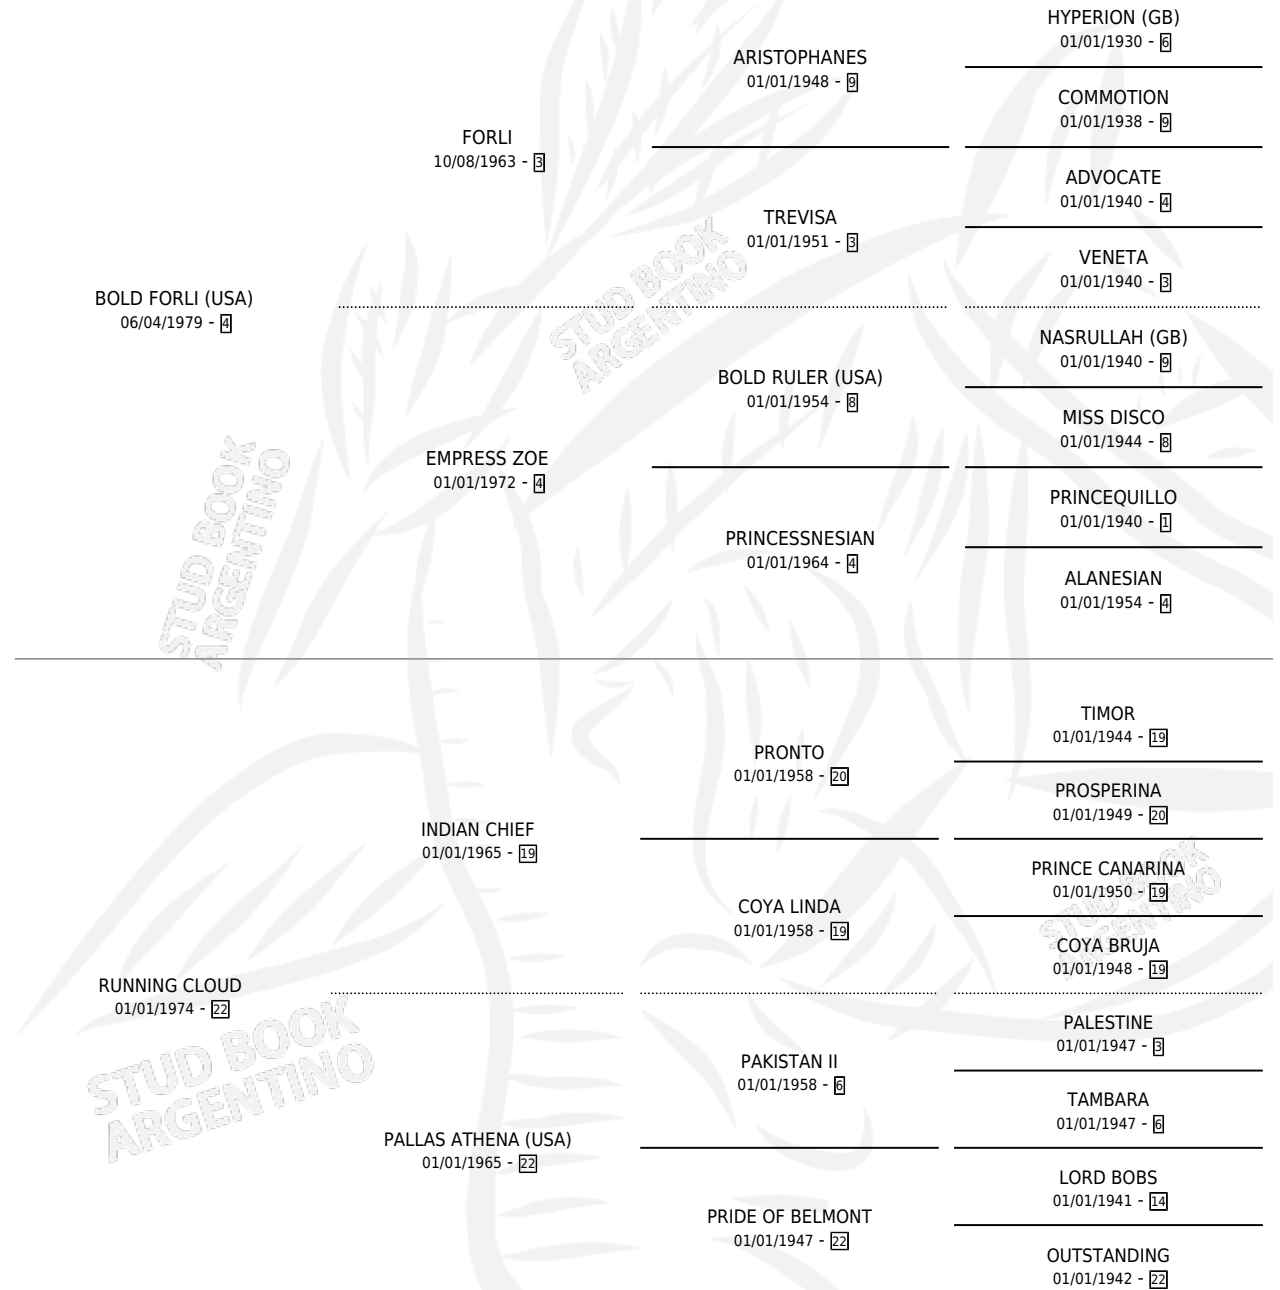 HYPERION (GB)
01/01/1930 - 6
ARISTOPHANES
01/01/1948 - 9
COMMOTION
01/01/1938 - 9
FORLI
10/08/1963 - 3
ADVOCATE
01/01/1940 - 4
TREVISA
01/01/1951 - 3
VENETA
01/01/1940 - 3
BOLD FORLI (USA)
06/04/1979 - 4
NASRULLAH (GB)
01/01/1940 - 9
BOLD RULER (USA)
01/01/1954 - 8
MISS DISCO
01/01/1944 - 8
EMPRESS ZOE
01/01/1972 - 4
PRINCEQUILLO
01/01/1940 - 1
PRINCESSNESIAN
01/01/1964 - 4
ALANESIAN
01/01/1954 - 4
TIMOR
01/01/1944 - 19
PRONTO
01/01/1958 - 20
PROSPERINA
01/01/1949 - 20
INDIAN CHIEF
01/01/1965 - 19
PRINCE CANARINA
01/01/1950 - 19
COYA LINDA
01/01/1958 - 19
COYA BRUJA
01/01/1948 - 19
RUNNING CLOUD
01/01/1974 - 22
PALESTINE
01/01/1947 - 3
PAKISTAN II
01/01/1958 - 6
TAMBARA
01/01/1947 - 6
PALLAS ATHENA (USA)
01/01/1965 - 22
LORD BOBS
01/01/1941 - 14
PRIDE OF BELMONT
01/01/1947 - 22
OUTSTANDING
01/01/1942 - 22
STUD BOOK
ARGENTINO
STUD BOOK
ARGENTINO
STUD BOOK
ARGENTINO
STUD BOOK
ARGENTINO